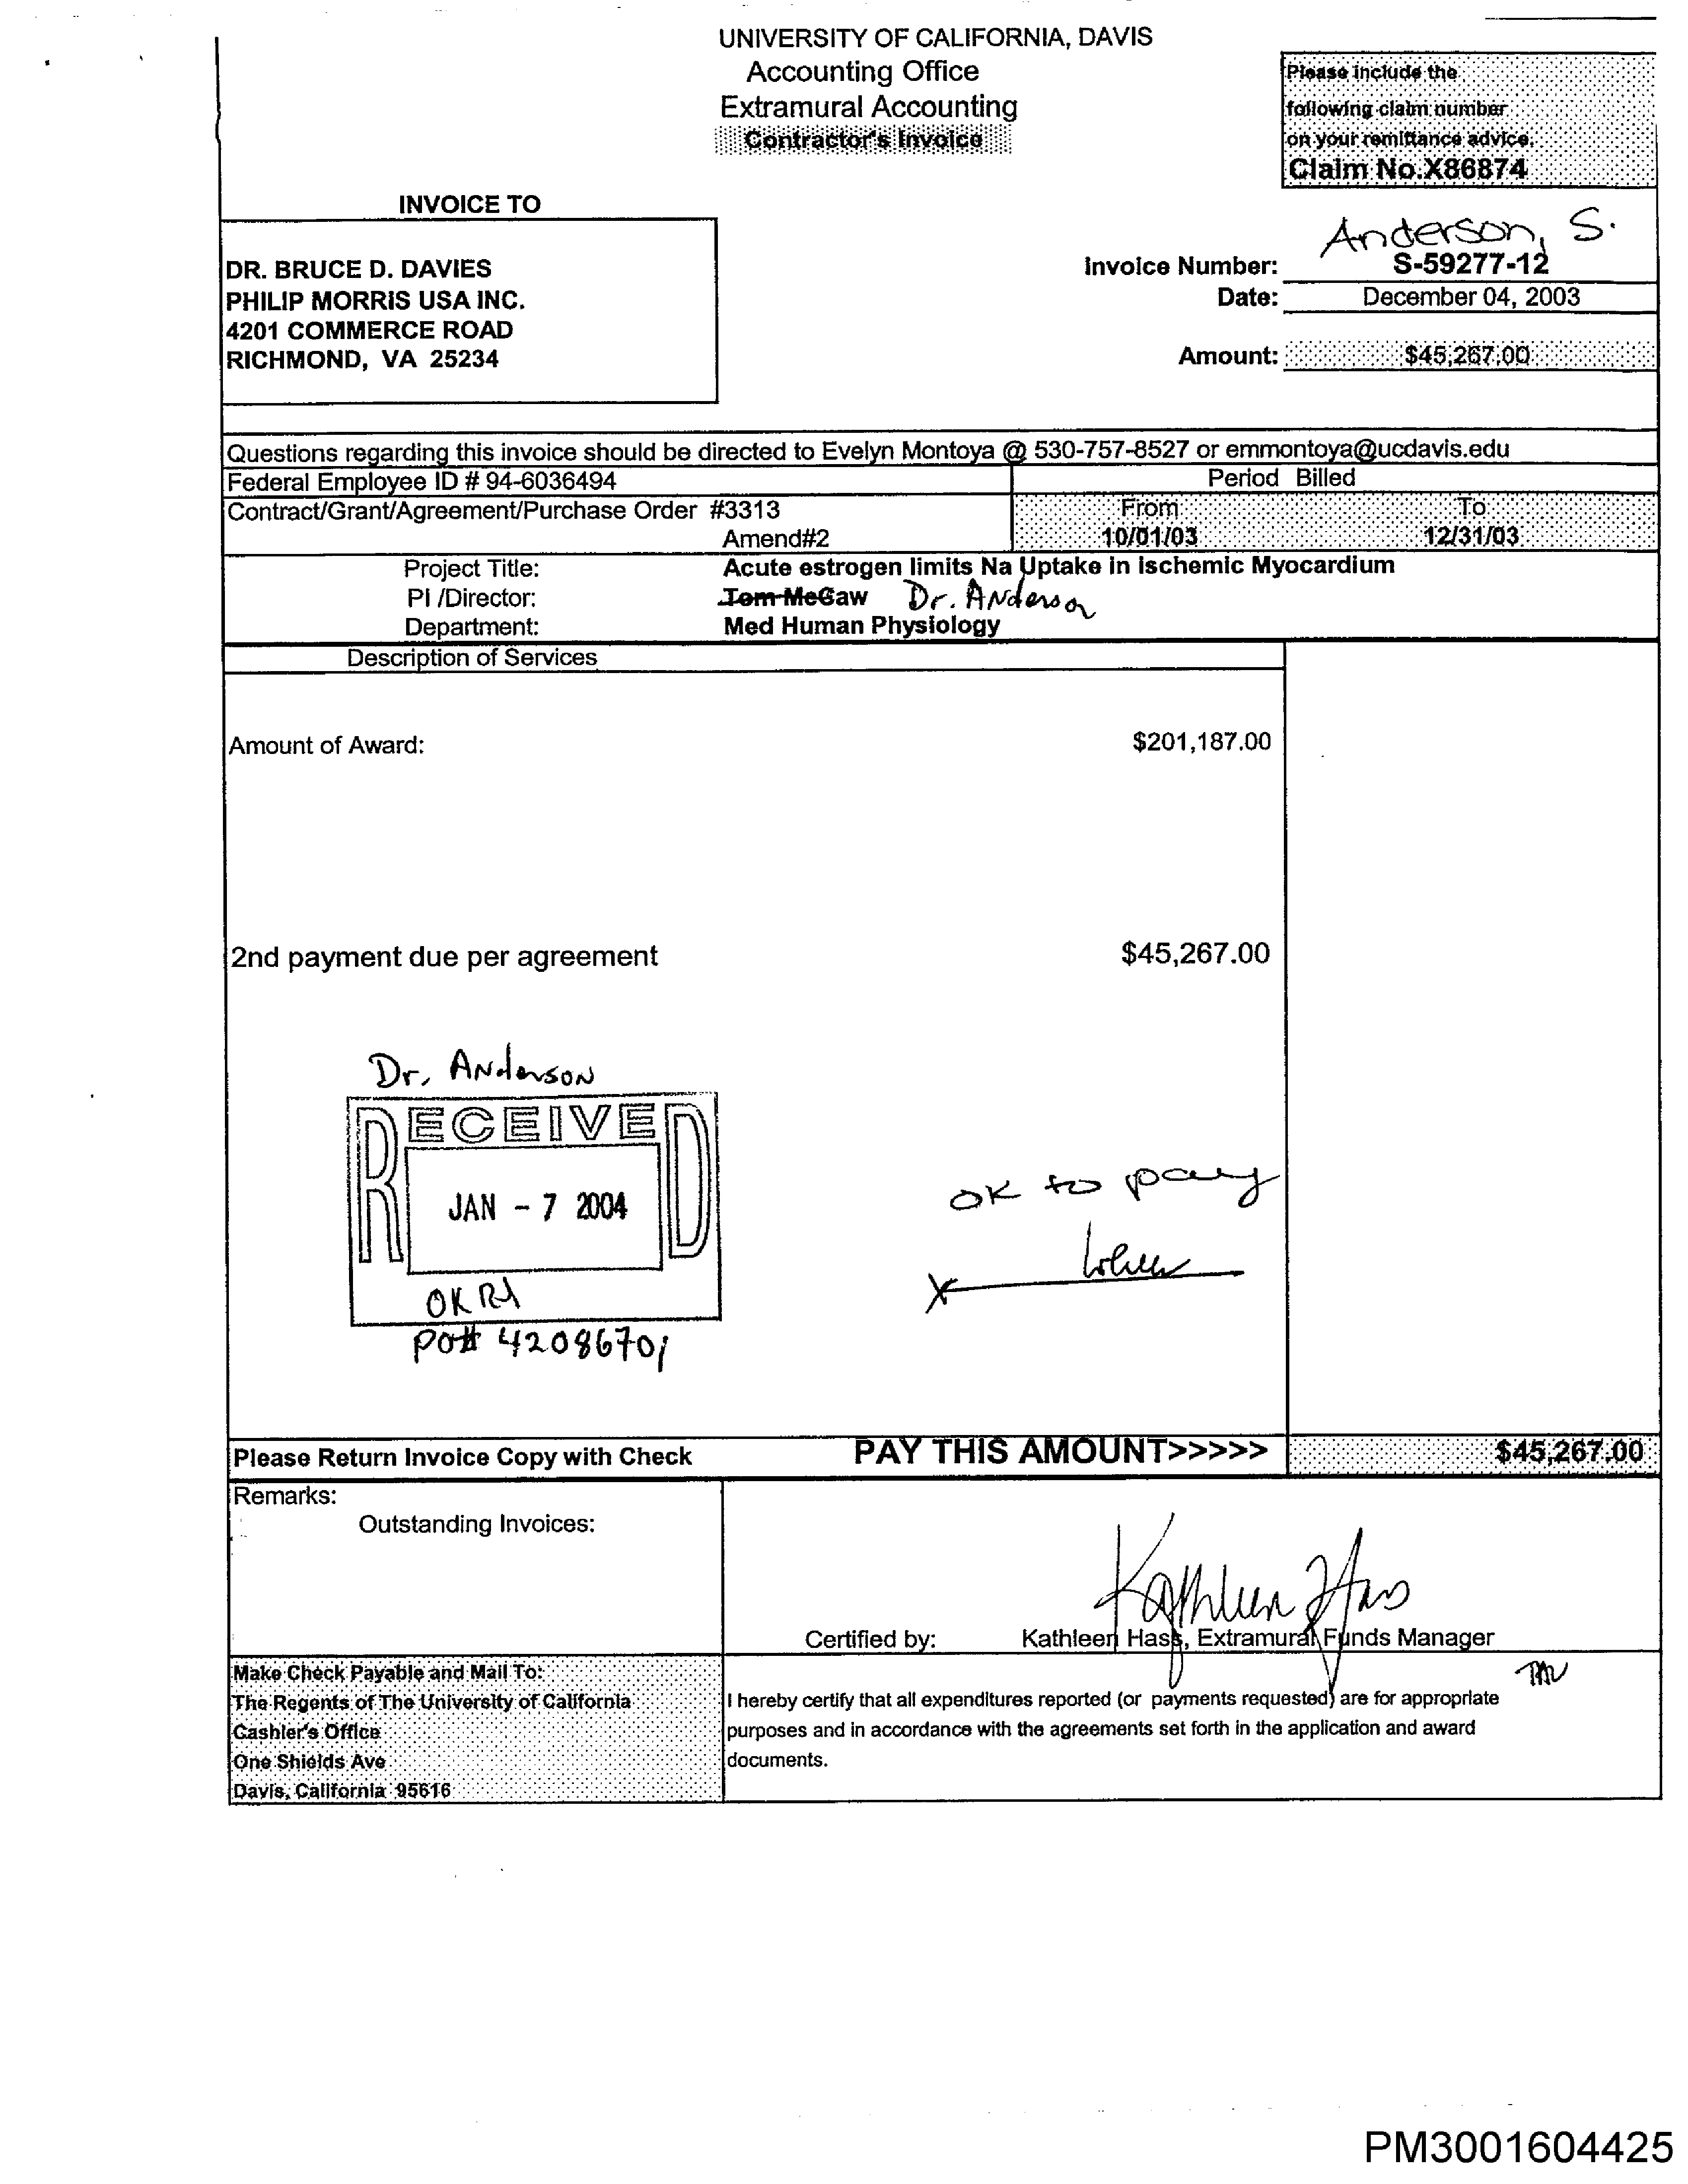 UNIVERSITY OF CALIFORNIA, DAVIS
Accounting Office
Extramural Accounting
Contractor's Invoice
Please include the
following claim number
on your remittance advice.
Claim No.X86874
INVOICE TO
DR. BRUCE D. DAVIES
PHILIP MORRIS USA INC.
4201 COMMERCE ROAD
RICHMOND, VA 25234
Anderson, S.
Invoice Number: S-59277-12
Date: December 04, 2003
Amount: $45,267.00
Questions regarding this invoice should be directed to Evelyn Montoya @ 530-757-8527 or emmontoya@ucdavis.edu
Federal Employee ID # 94-6036494
Period Billed
Contract/Grant/Agreement/Purchase Order #3313
From To
Amend#2
10/01/03 12/31/03
Project Title: Acute estrogen limits Na Uptake in Ischemic Myocardium
PI /Director: Tom McGaw Dr. Anderson
Department: Med Human Physiology
Description of Services
Amount of Award: $201,187.00
2nd payment due per agreement $45,267.00
Dr. Anderson
RECEIVED
JAN - 7 2004
OK
PO# 42086701
OK to pay
X
Please Return Invoice Copy with Check PAY THIS AMOUNT>>>>> $45,267.00
Remarks:
Outstanding Invoices:
Kathleen Hass
Certified by: Kathleen Hass, Extramural Funds Manager
Make Check Payable and Mail To:
The Regents of The University of California
Cashier's Office
One Shields Ave
Davis, California 95616
I hereby certify that all expenditures reported (or payments requested) are for appropriate
purposes and in accordance with the agreements set forth in the application and award
documents.
PM3001604425